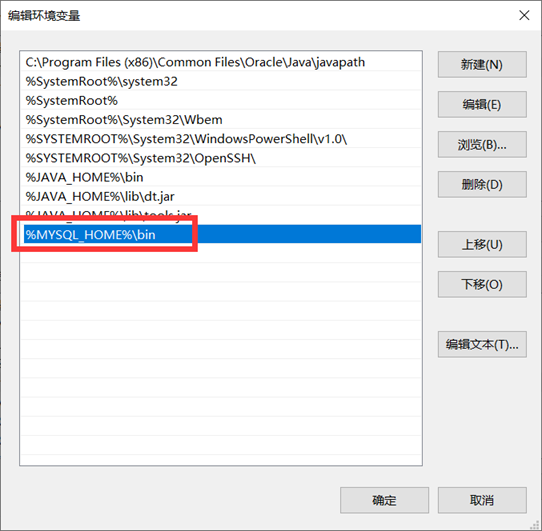 编辑环境变量
C:\Program Files (x86)\Common Files\Oracle\Java\javapath
%SystemRoot%\system32
%SystemRoot%
%SystemRoot%\System32\Wbem
%SYSTEMROOT%\System32\WindowsPowerShell\v1.0\
%SYSTEMROOT%\System32\OpenSSH\
%JAVA_HOME%\bin
%JAVA_HOME%\lib\dt.jar
%JAVA_HOME%\lib\tools.jar
%MYSQL_HOME%\bin
新建(N)
编辑(E)
浏览(B)...
删除(D)
上移(U)
下移(O)
编辑文本(T)...
确定
取消